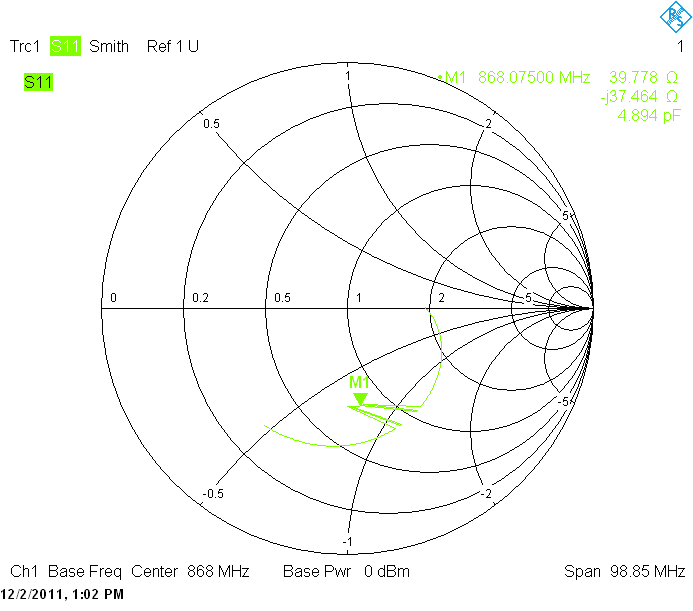 Trc1 S11 Smith Ref 1 U
1
S11
•M1 868.07500 MHz 39.778 Ω
-j37.464 Ω
4.894 pF
1
0.5
2
5
0 0.2 0.5 1 2 5
M1
-5
-0.5
-2
-1
Ch1 Base Freq Center 868 MHz Base Pwr 0 dBm Span 98.85 MHz
12/2/2011, 1:02 PM